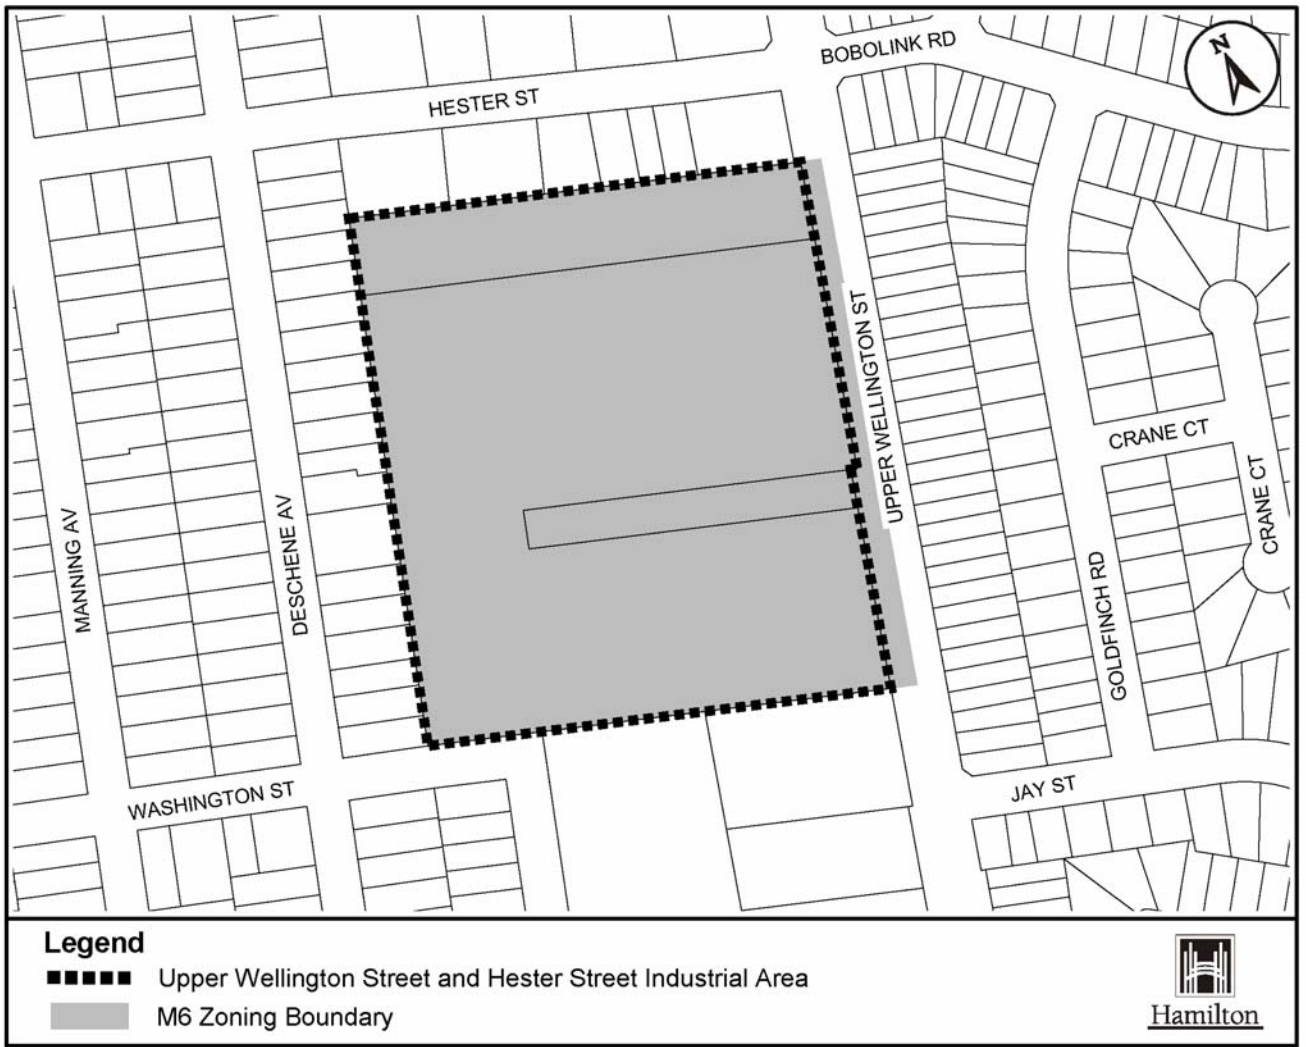 BOBOLINK RD
N
HESTER ST
UPPER WELLINGTON ST
CRANE CT
CRANE CT
MANNING AV
DESCHENE AV
GOLDFINCH RD
WASHINGTON ST
JAY ST
Legend
Upper Wellington Street and Hester Street Industrial Area
M6 Zoning Boundary
Hamilton